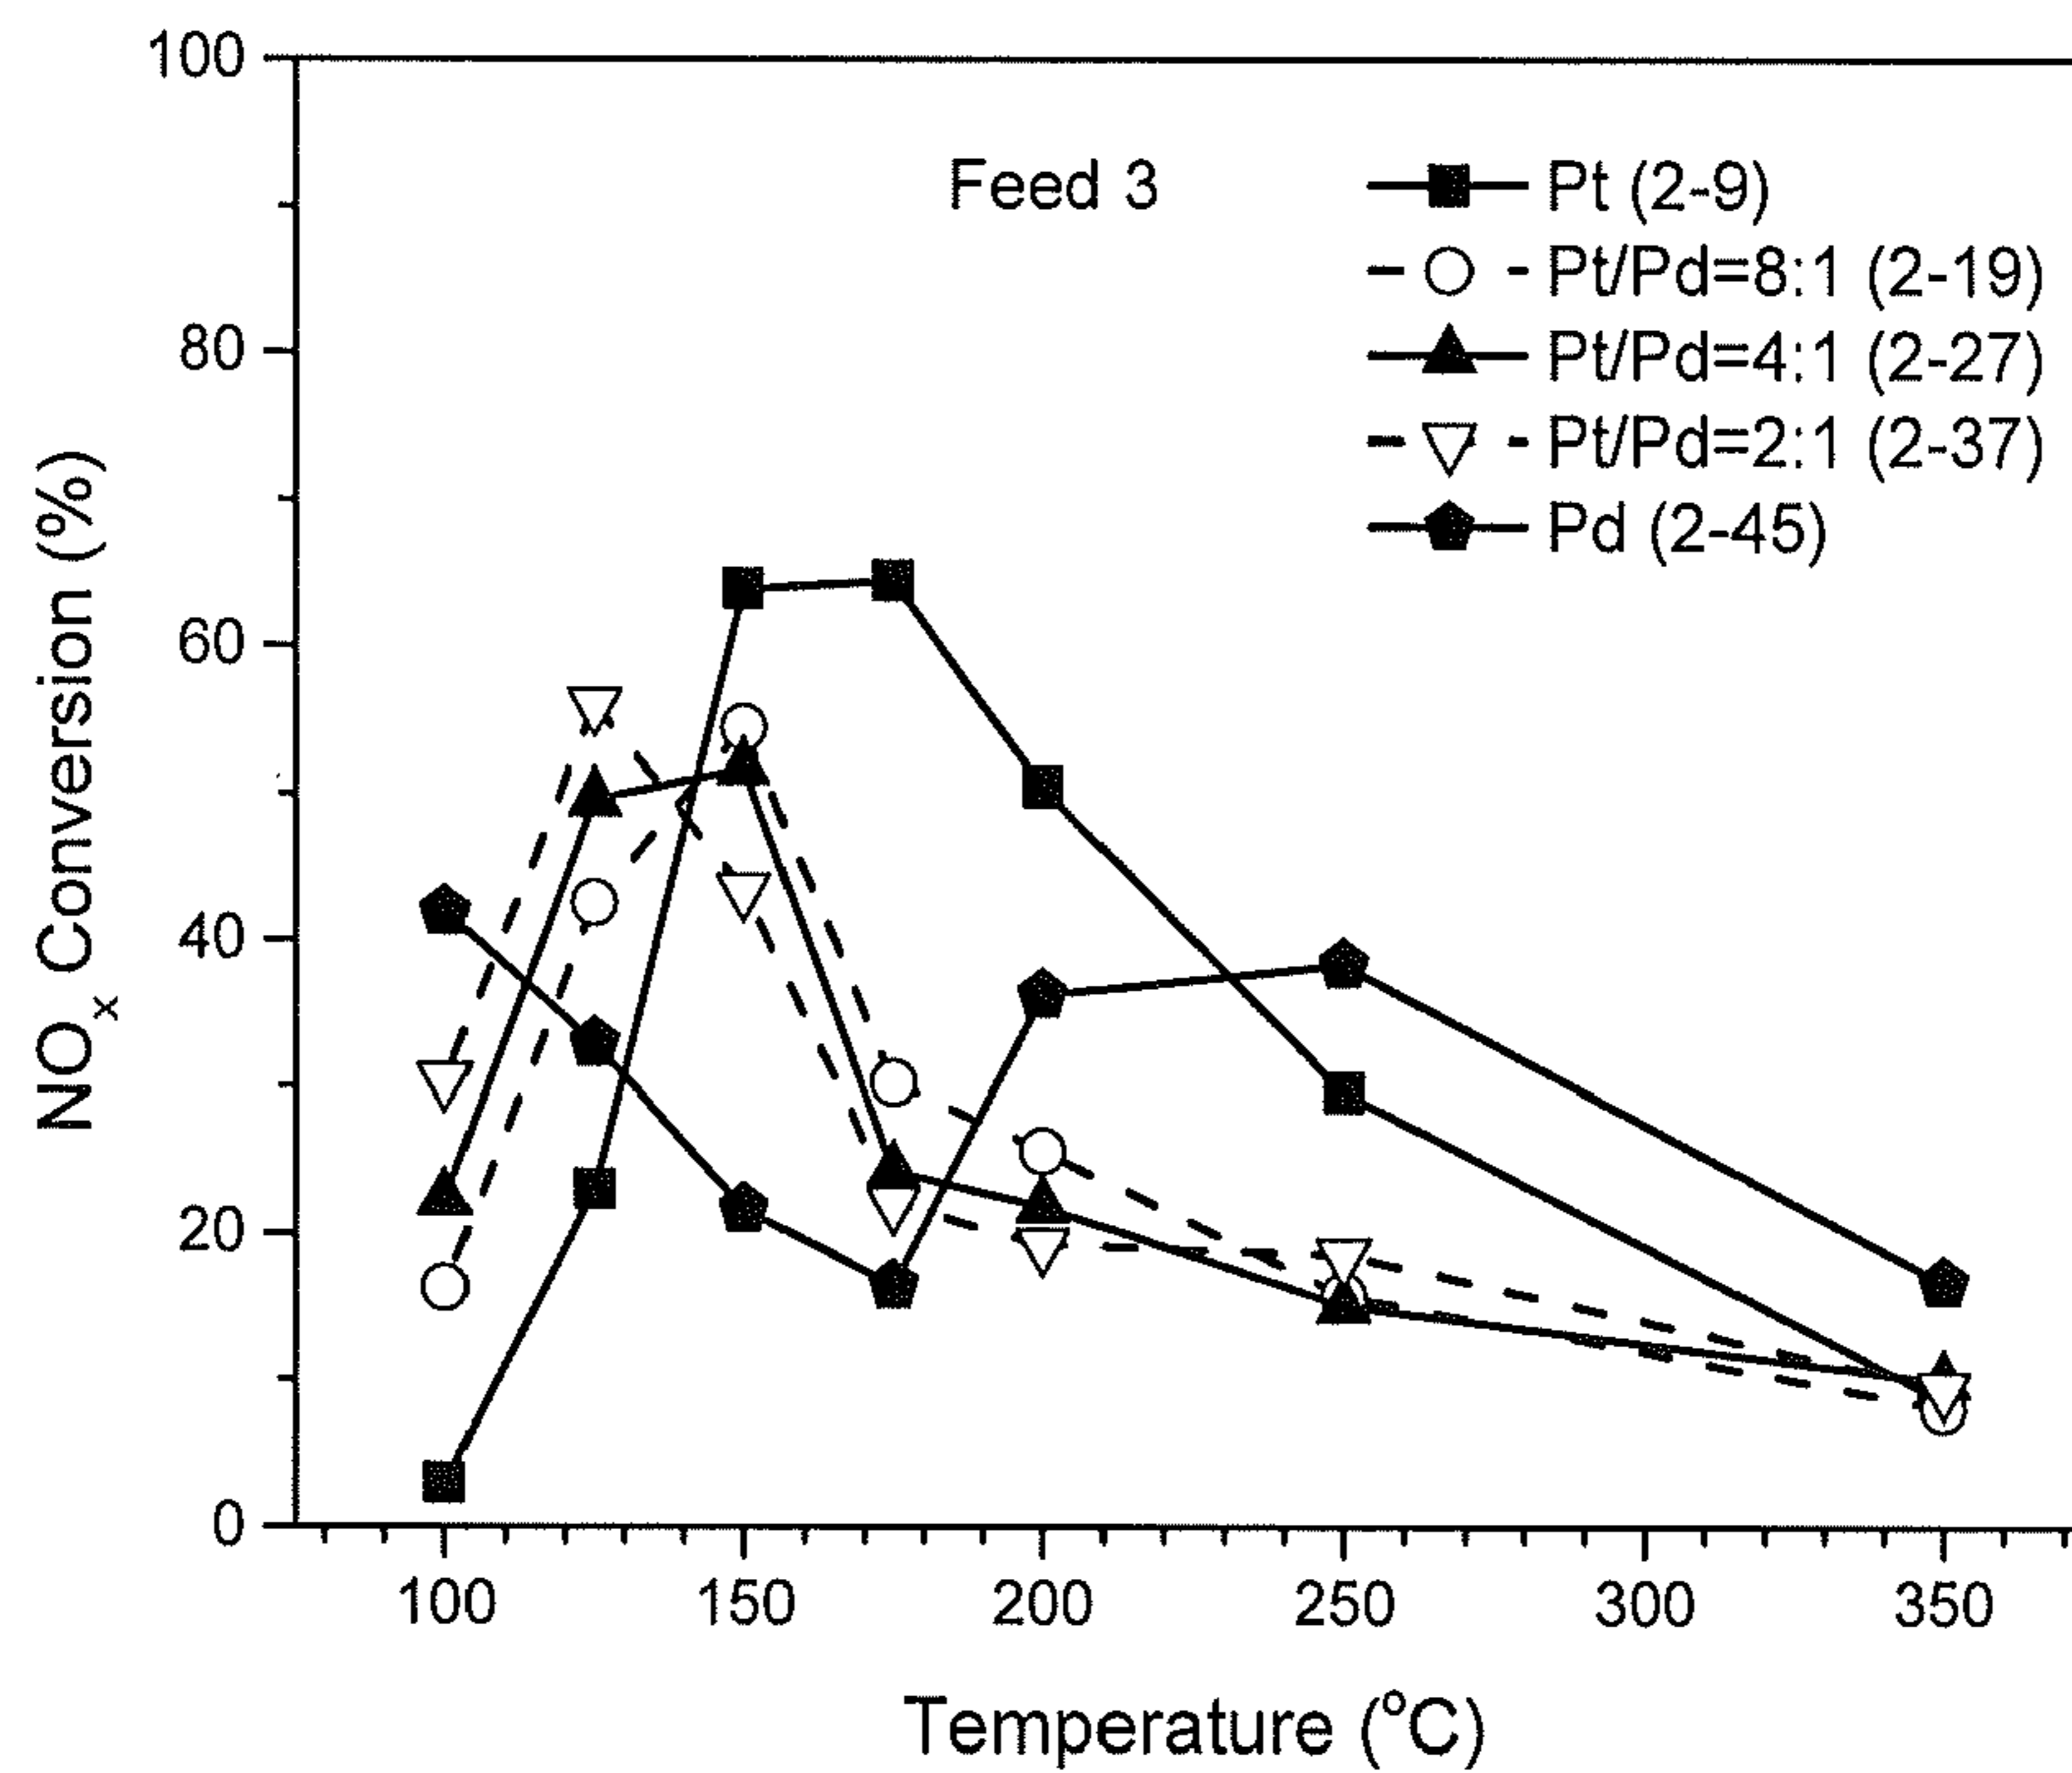 100
80
60
40
20
0
NOx Conversion (%)
Feed 3
Pt (2-9)
Pt/Pd=8:1 (2-19)
Pt/Pd=4:1 (2-27)
Pt/Pd=2:1 (2-37)
Pd (2-45)
100 150 200 250 300 350
Temperature (°C)